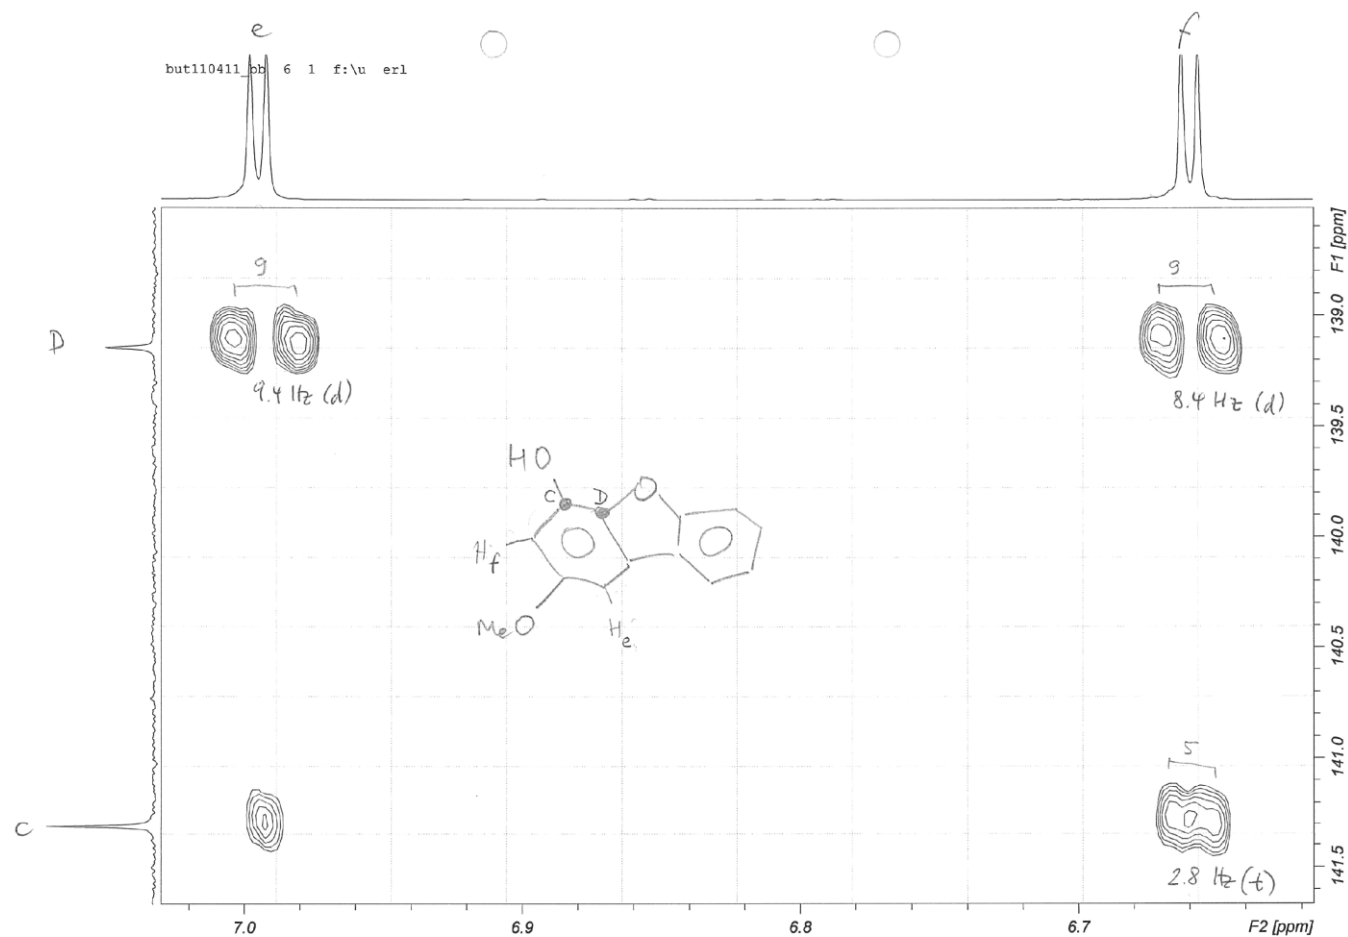 e
f
but110411_bb 6 1 f:\u erl
9
9
D
9.4 Hz (d)
8.4 Hz (d)
HO
C
D
O
Hf
MeO
He
5
C
2.8 Hz (t)
7.0
6.9
6.8
6.7
F2 [ppm]
F1 [ppm]
139.0
139.5
140.0
140.5
141.0
141.5